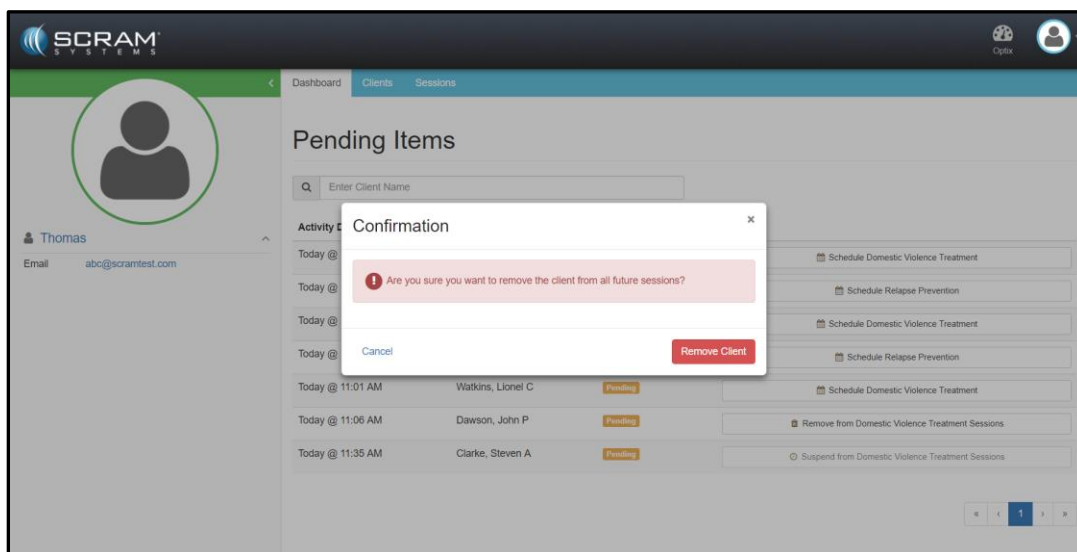 SCRAM
SYSTEMS
Optix
Dashboard Clients Sessions
Pending Items
Enter Client Name
Thomas
Email abc@scramtest.com
Activity
Confirmation ×
Are you sure you want to remove the client from all future sessions?
Cancel Remove Client
Today @ Schedule Domestic Violence Treatment
Today @ Schedule Relapse Prevention
Today @ Schedule Domestic Violence Treatment
Today @ Schedule Relapse Prevention
Today @ 11:01 AM Watkins, Lionel C Pending Schedule Domestic Violence Treatment
Today @ 11:06 AM Dawson, John P Pending Remove from Domestic Violence Treatment Sessions
Today @ 11:35 AM Clarke, Steven A Pending Suspend from Domestic Violence Treatment Sessions
« ‹ 1 › »